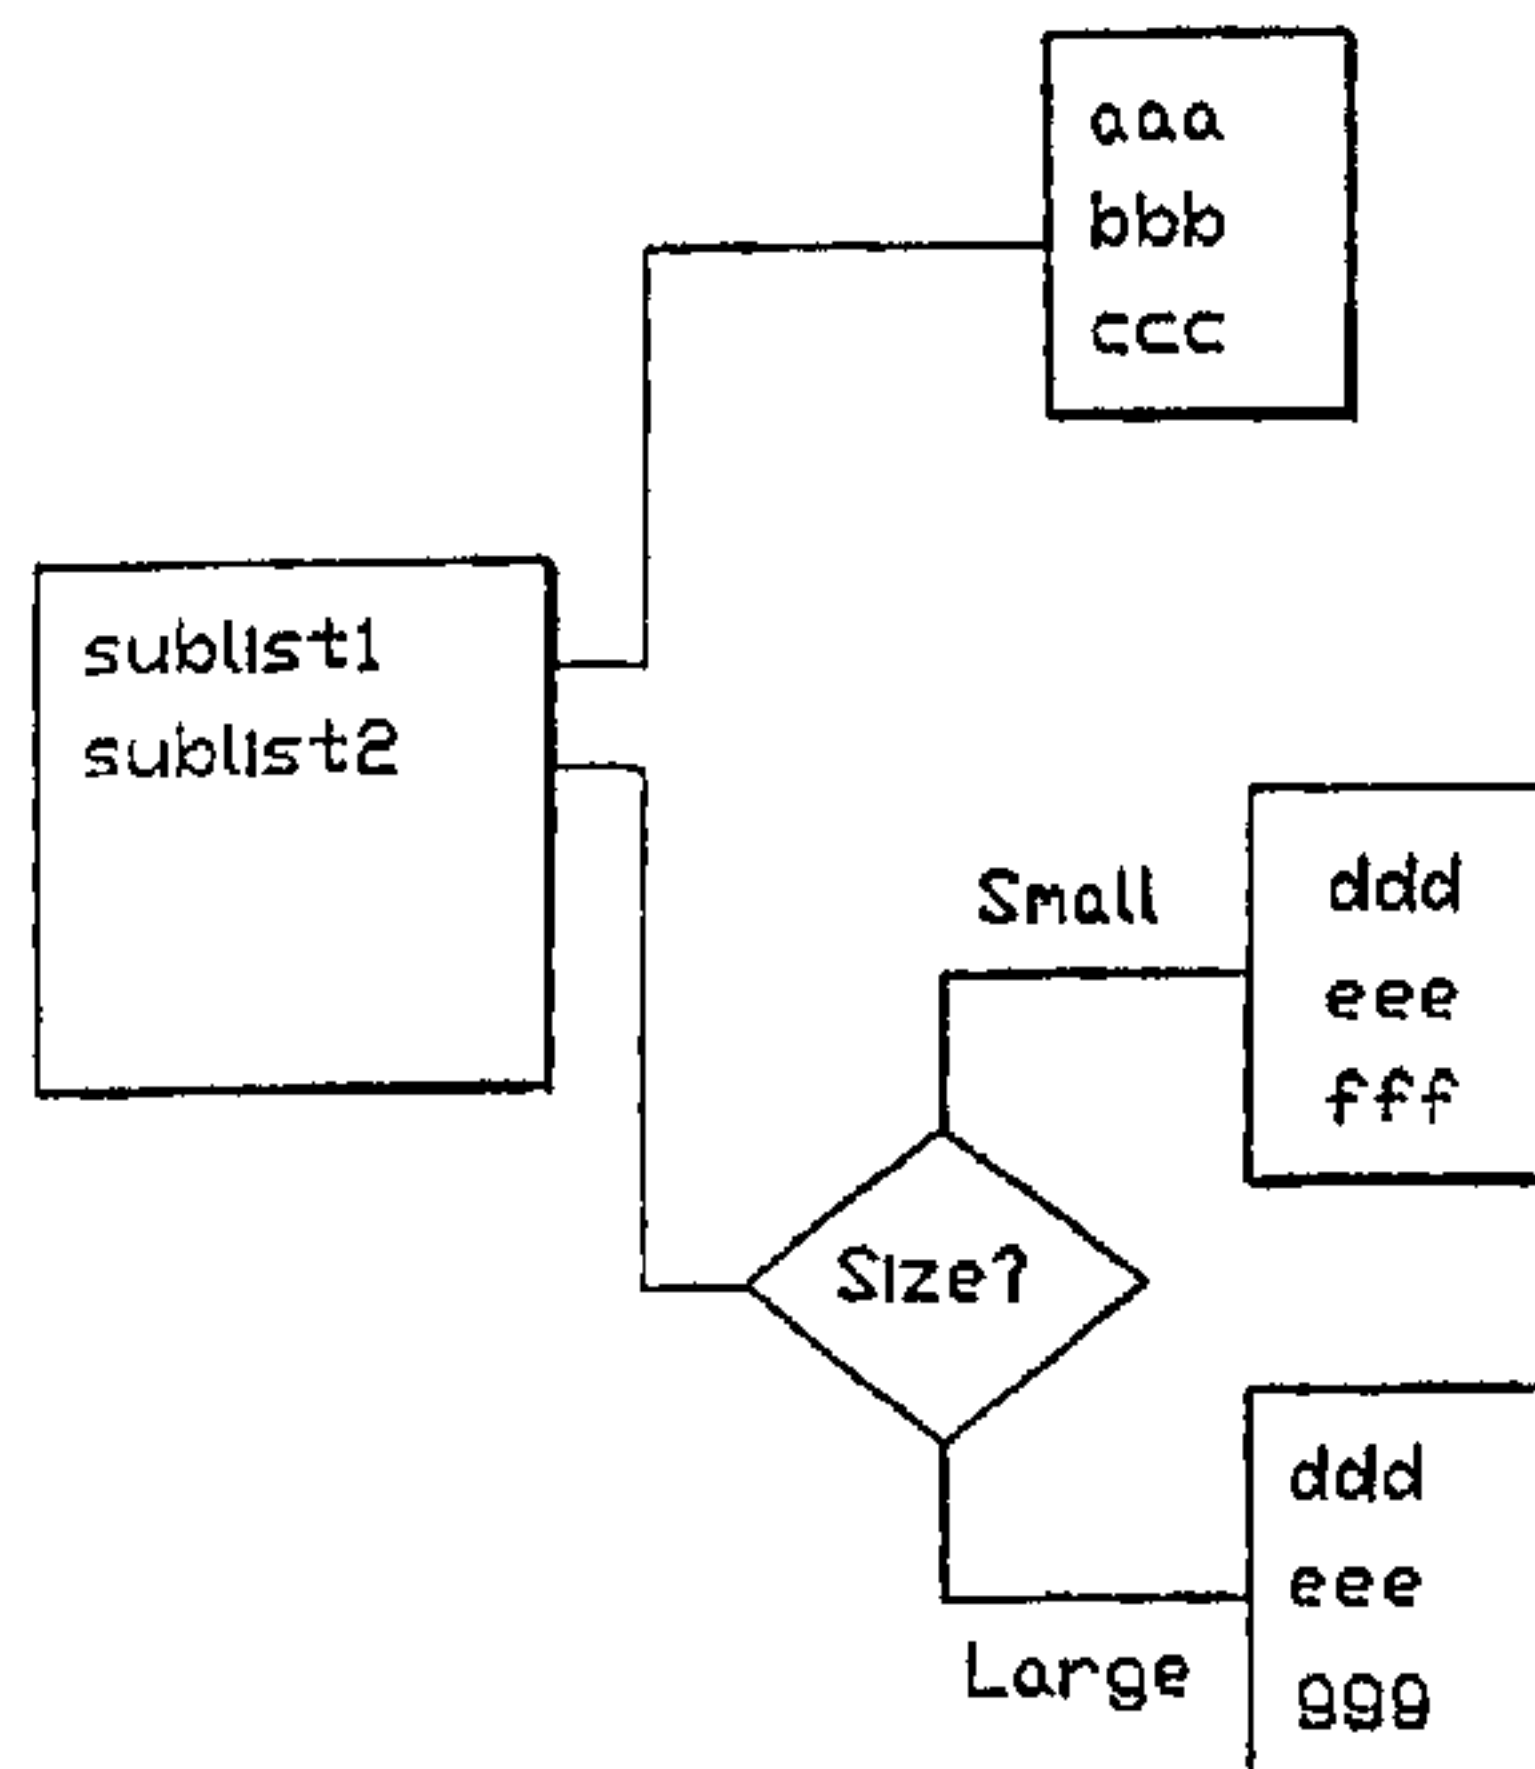 aaa
bbb
ccc
sublist1
sublist2
Small
ddd
eee
fff
Size?
ddd
eee
ggg
Large